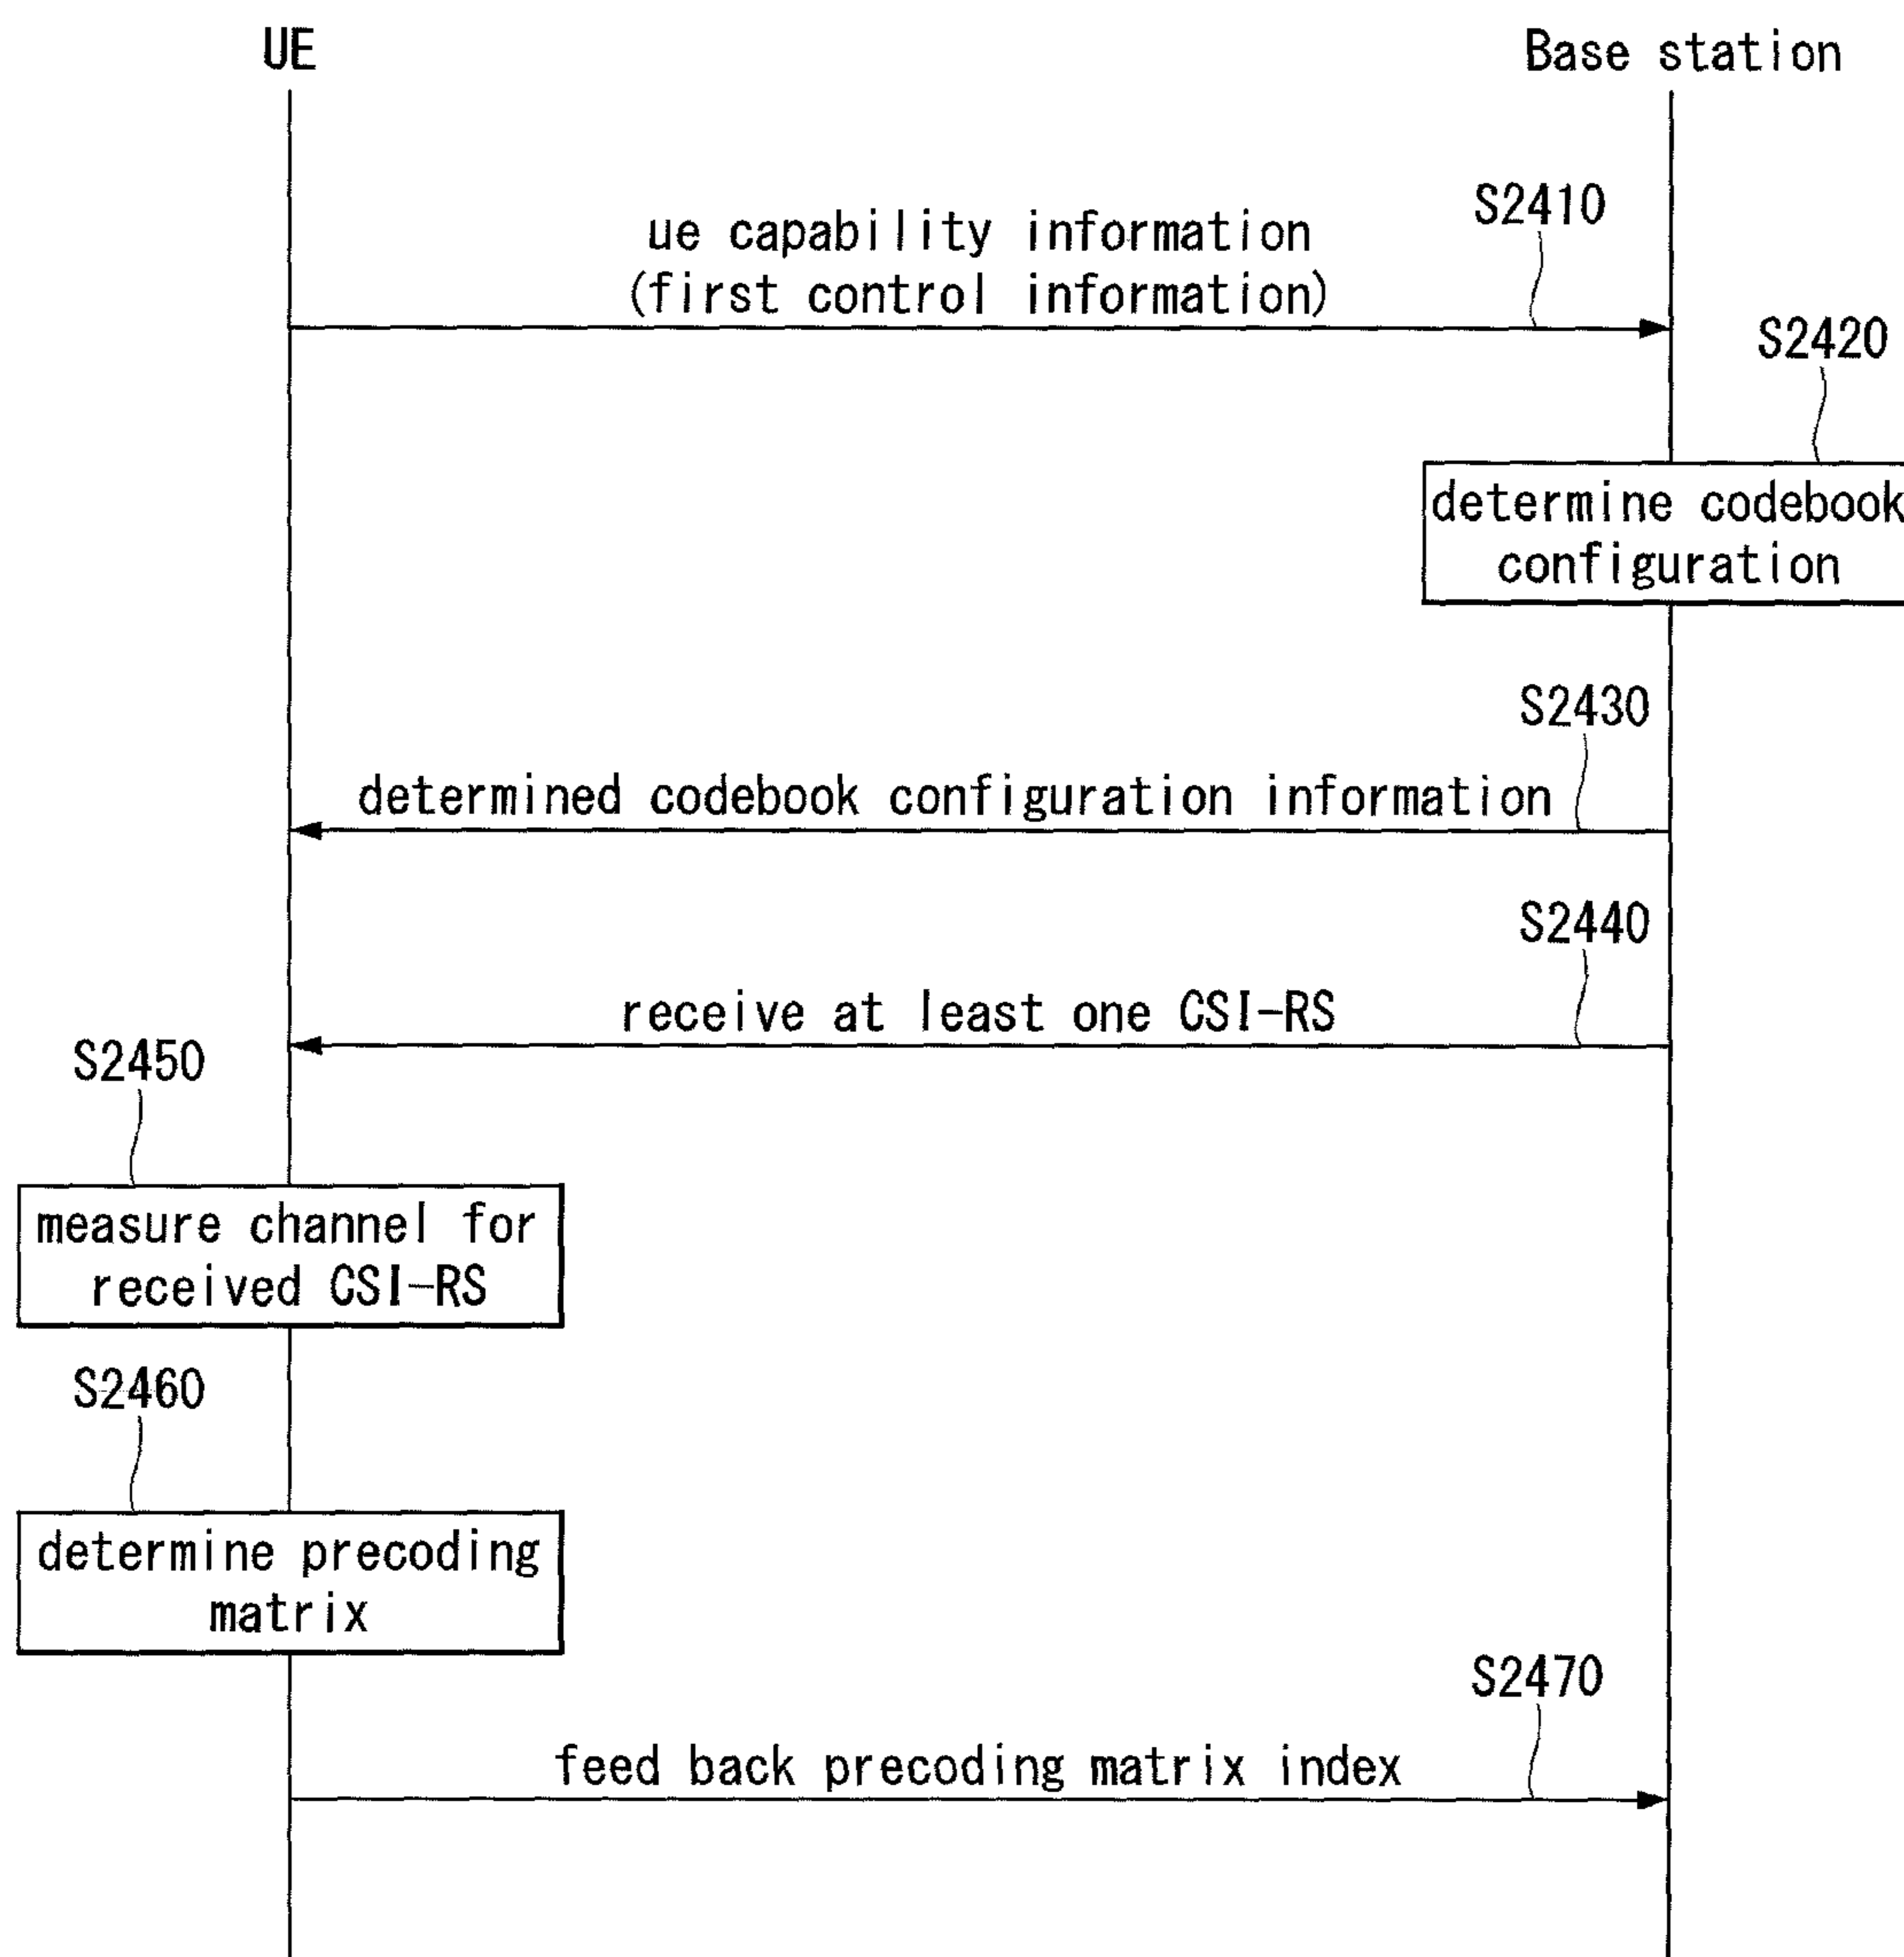 UE
Base station
S2410
ue capability information
(first control information)
S2420
determine codebook
configuration
S2430
determined codebook configuration information
S2440
receive at least one CSI-RS
S2450
measure channel for
received CSI-RS
S2460
determine precoding
matrix
S2470
feed back precoding matrix index